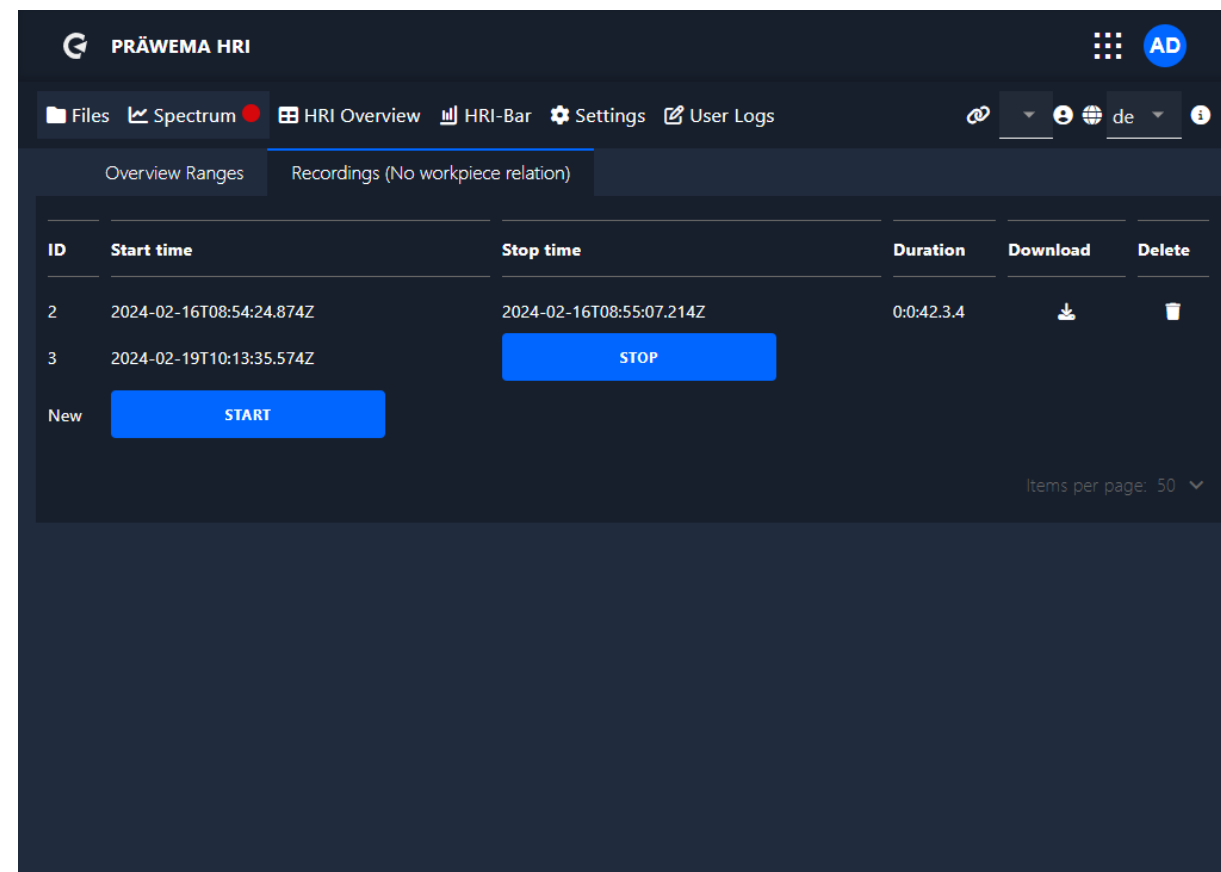 PRÄWEMA HRI AD
Files Spectrum HRI Overview HRI-Bar Settings User Logs de
Overview Ranges Recordings (No workpiece relation)
ID Start time Stop time Duration Download Delete
2 2024-02-16T08:54:24.874Z 2024-02-16T08:55:07.214Z 0:0:42.3.4
3 2024-02-19T10:13:35.574Z STOP
New START
Items per page: 50